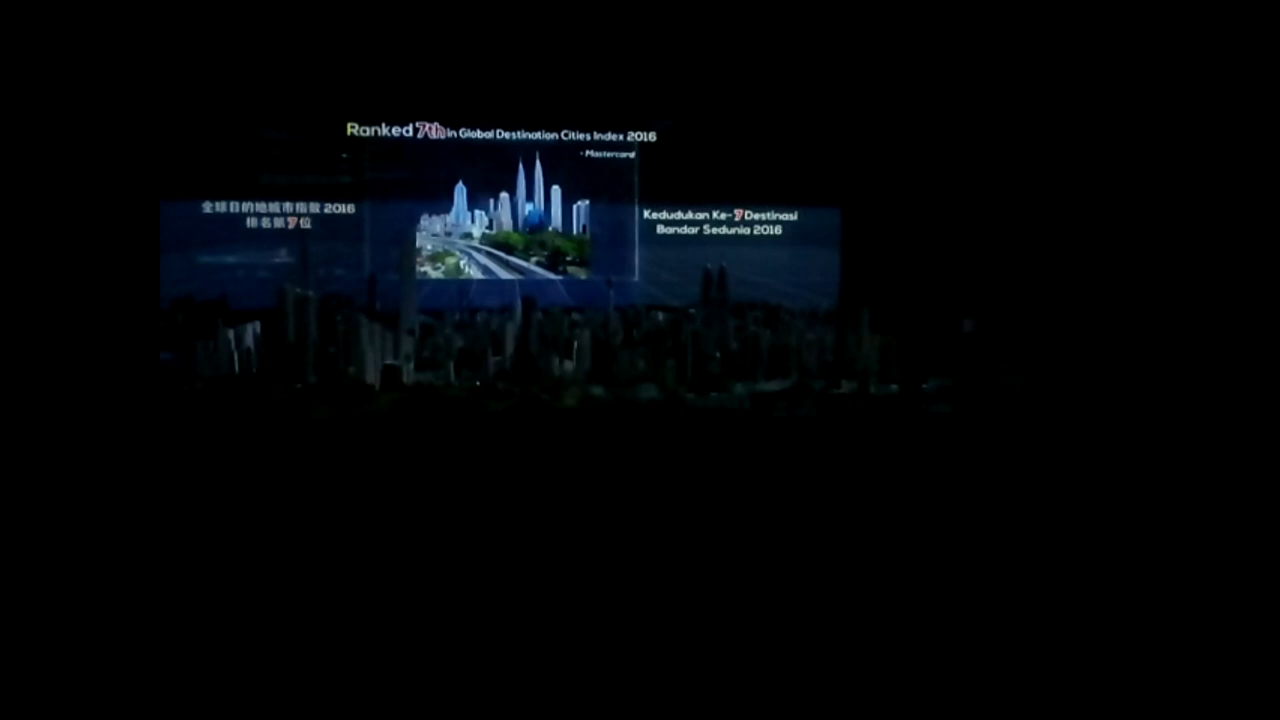 Ranked 7th in Global Destination Cities Index 2016
- Mastercard
全球目的地城市指数 2016
排名第7位
Kedudukan Ke-7 Destinasi
Bandar Sedunia 2016